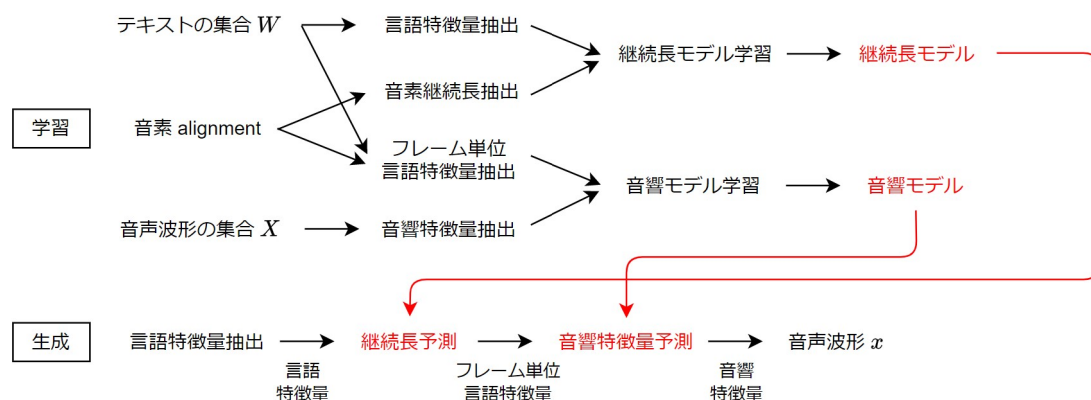 テキストの集合 W
言語特徴量抽出
継続長モデル学習
継続長モデル
音素継続長抽出
学習
音素 alignment
フレーム単位
言語特徴量抽出
音響モデル学習
音響モデル
音声波形の集合 X
音響特徴量抽出
生成
言語特徴量抽出
継続長予測
音響特徴量予測
音声波形 x
言語
特徴量
フレーム単位
言語特徴量
音響
特徴量